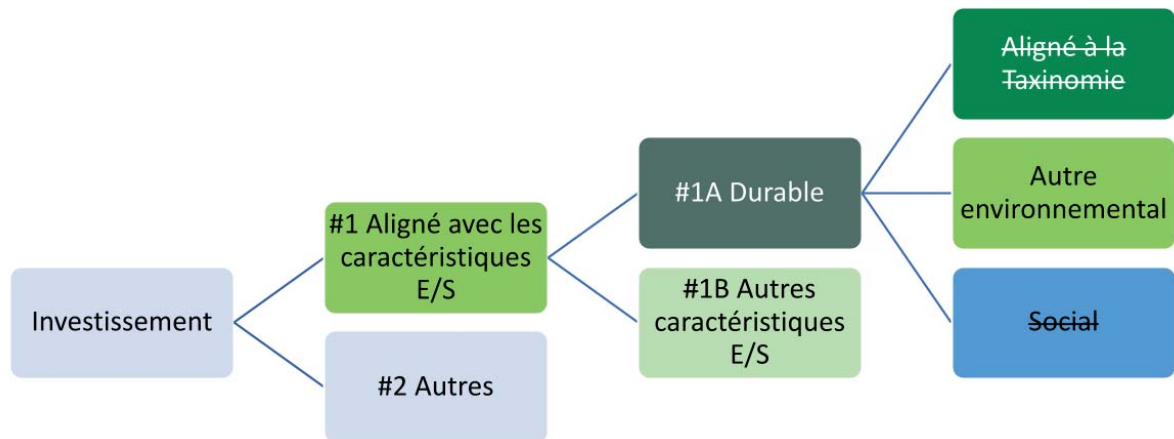 Investissement
#1 Aligné avec les
caractéristiques
E/S
#2 Autres
#1A Durable
#1B Autres
caractéristiques
E/S
Aligné à la
Taxinomie
Autre
environnemental
Social